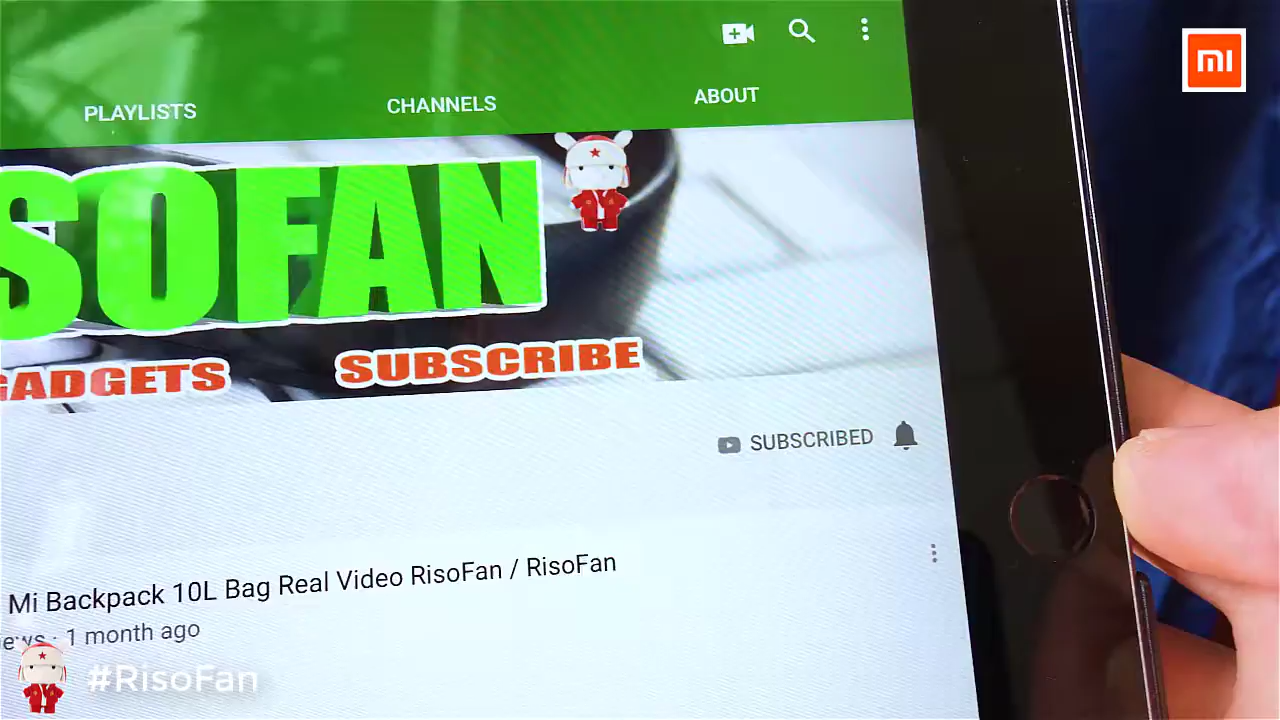 PLAYLISTS
CHANNELS
ABOUT
SOFAN
GADGETS
SUBSCRIBE
SUBSCRIBED
Mi Backpack 10L Bag Real Video RisoFan / RisoFan
1 month ago
#RisoFan
mi